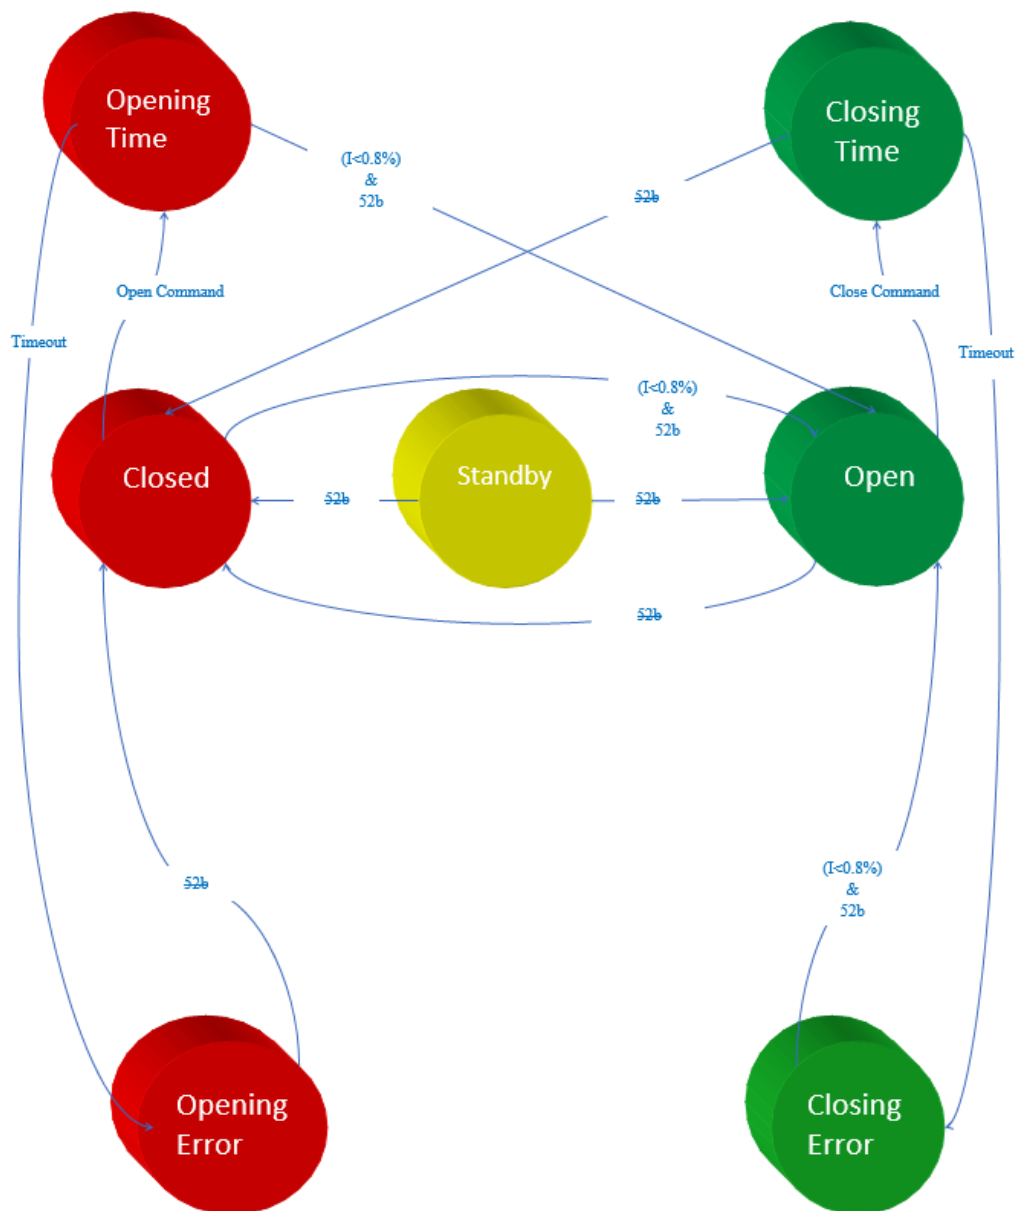 Opening
Time
Closing
Time
(I<0.8%)
&
52b
52b
Open Command
Close Command
Timeout
Timeout
(I<0.8%)
&
52b
Closed
Standby
Open
52b
52b
52b
52b
(I<0.8%)
&
52b
Opening
Error
Closing
Error